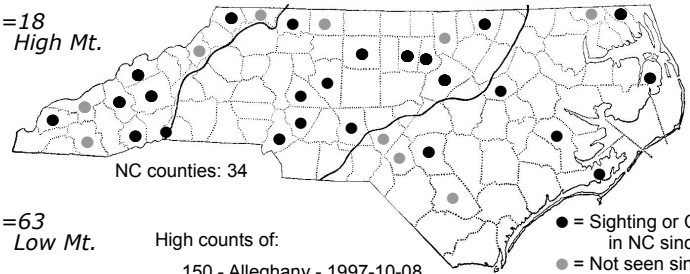 =18
High Mt.
NC counties: 34
=63
Low Mt.
High counts of:
150 - Alleghany - 1997-10-08
= Sighting or
in NC sinc
= Not seen sin